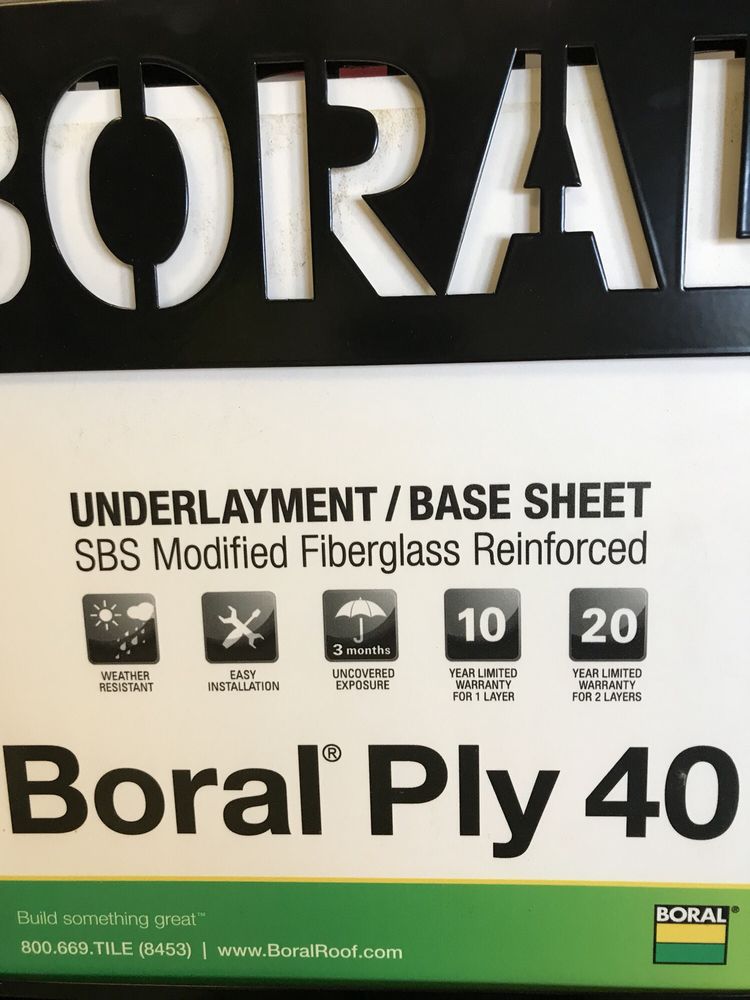 BORAL
UNDERLAYMENT / BASE SHEET
SBS Modified Fiberglass Reinforced
3 months
10
20
WEATHER
RESISTANT
EASY
INSTALLATION
UNCOVERED
EXPOSURE
YEAR LIMITED
WARRANTY
FOR 1 LAYER
YEAR LIMITED
WARRANTY
FOR 2 LAYERS
Boral® Ply 40
Build something great™
800.669.TILE (8453) | www.BoralRoof.com
BORAL®